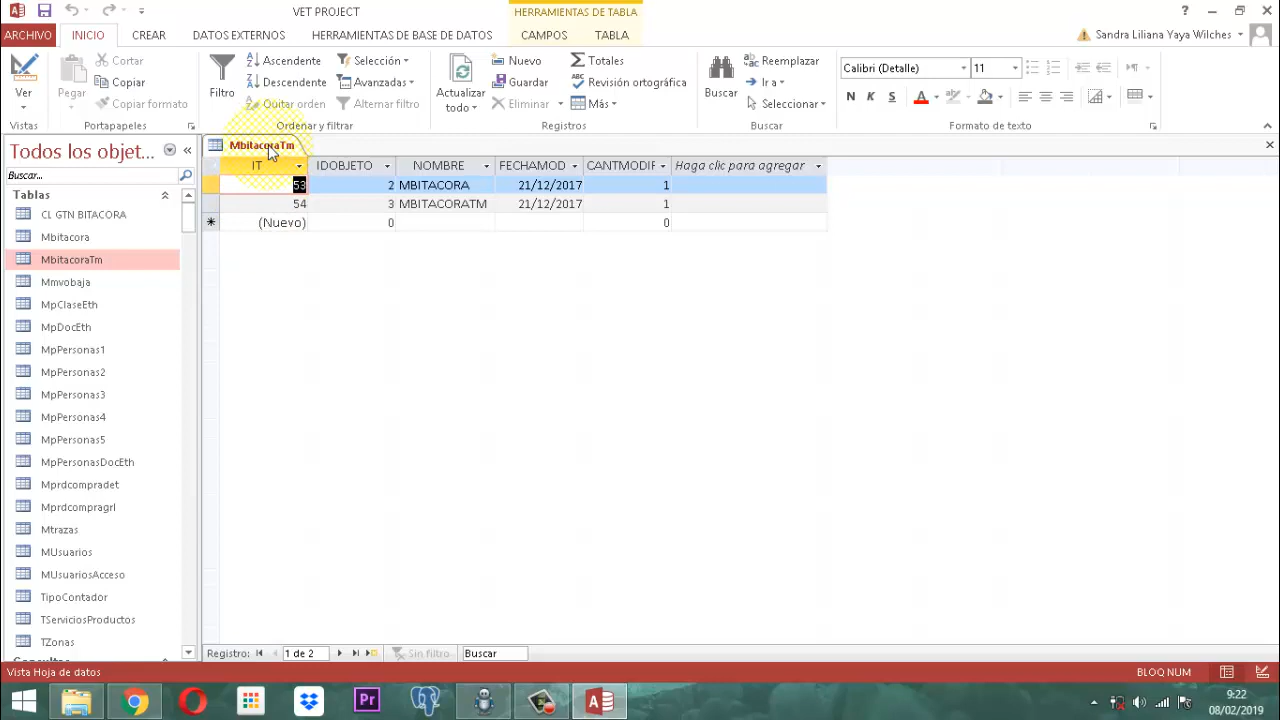 VET PROJECT
HERRAMIENTAS DE TABLA
?
ARCHIVO INICIO CREAR DATOS EXTERNOS HERRAMIENTAS DE BASE DE DATOS CAMPOS TABLA Sandra Liliana Yaya Wilches
Ver
Vistas
Pegar
Cortar
Copiar
Copiar formato
Portapapeles
Filtro
Ascendente
Descendente
Quitar orden
Selección
Avanzadas
Alternar filtro
Ordenar y filtrar
Actualizar
todo
Nuevo
Guardar
Eliminar
Totales
Revisión ortográfica
Más
Registros
Buscar
Reemplazar
Ir a
Seleccionar
Buscar
Calibri (Detalle) 11
N K S A
Formato de texto
Todos los objet...
Buscar...
Tablas
CL GTN BITACORA
Mbitacora
MbitacoraTm
Mmvobaja
MpClaseEth
MpDocEth
MpPersonas1
MpPersonas2
MpPersonas3
MpPersonas4
MpPersonas5
MpPersonasDocEth
Mprdcompradet
Mprdcompragrl
Mtrazas
MUsuarios
MUsuariosAcceso
TipoContador
TServiciosProductos
TZonas
MbitacoraTm
IT IDOBJETO NOMBRE FECHAMOD CANTMODIF Haga clic para agregar
53 2 MBITACORA 21/12/2017 1
54 3 MBITACORATM 21/12/2017 1
(Nuevo) 0 0
Registro: 1 de 2 Sin filtro Buscar
Vista Hoja de datos BLOQ NUM
Pr
A
9:22
08/02/2019